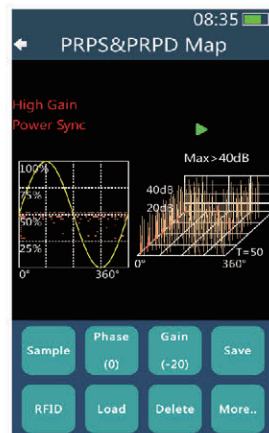 08:35
PRPS&PRPD Map
High Gain
Power Sync
Max>40dB
100%
75%
50%
25%
0°
360°
40dB
20dB
T=50
0°
360°
Sample
Phase
(0)
Gain
(-20)
Save
RFID
Load
Delete
More..